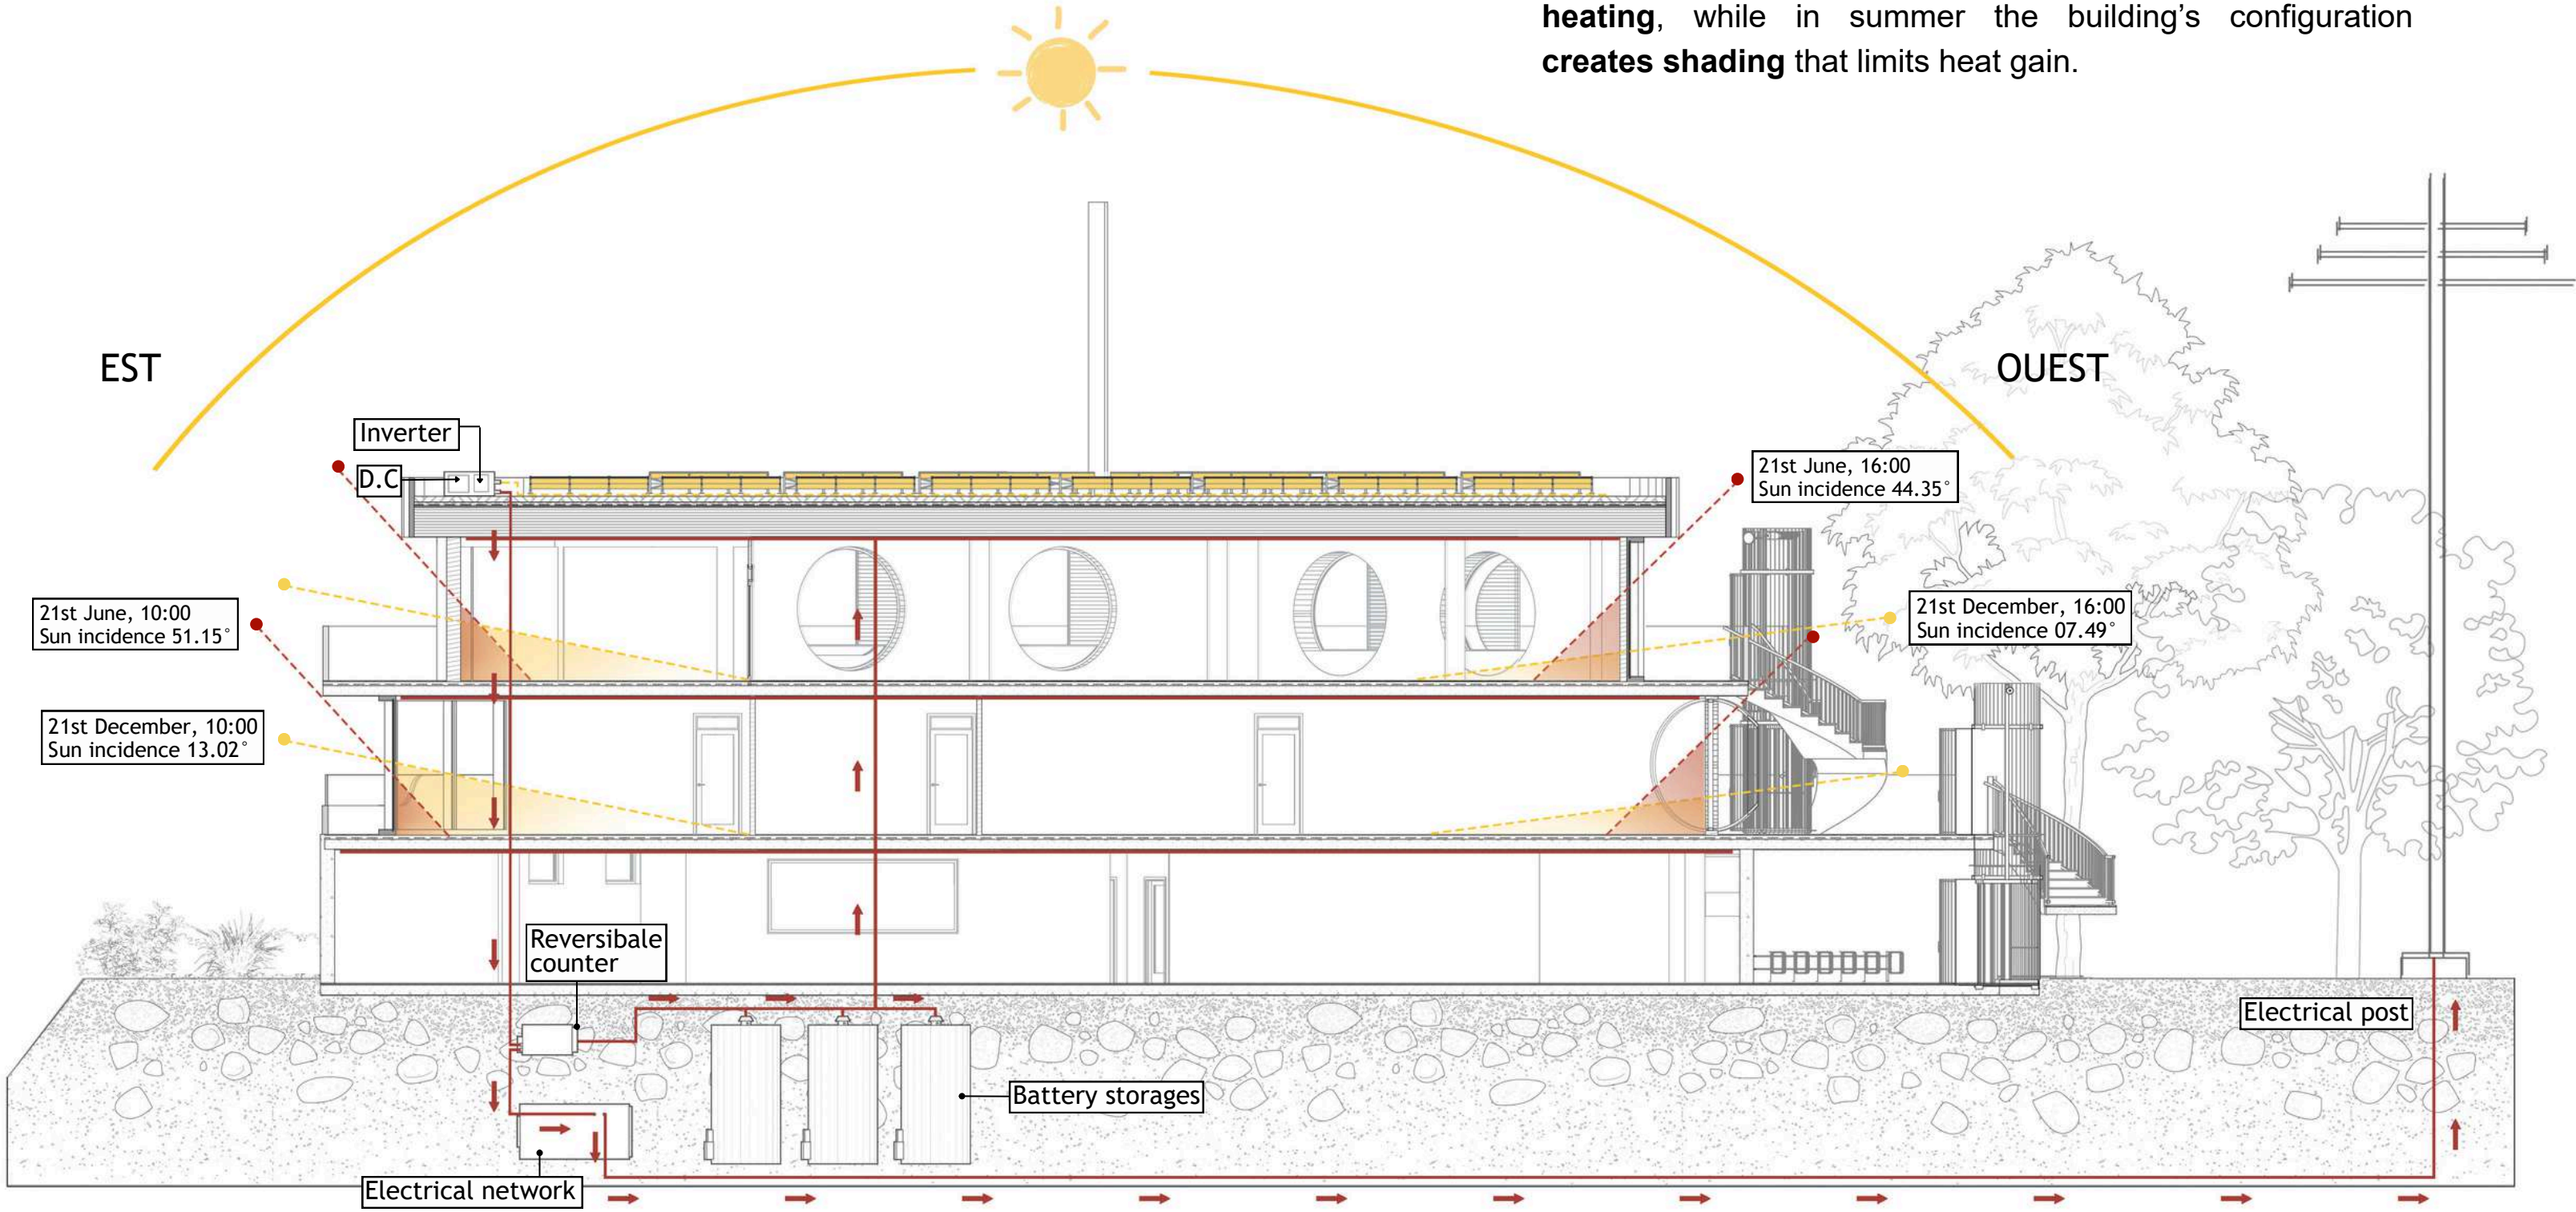 heating, while in summer the building's configuration
creates shading that limits heat gain.
EST
OUEST
Inverter
D.C
21st June, 16:00
Sun incidence 44.35°
21st June, 10:00
Sun incidence 51.15°
21st December, 16:00
Sun incidence 07.49°
21st December, 10:00
Sun incidence 13.02°
Reversibale
counter
Electrical post
Battery storages
Electrical network